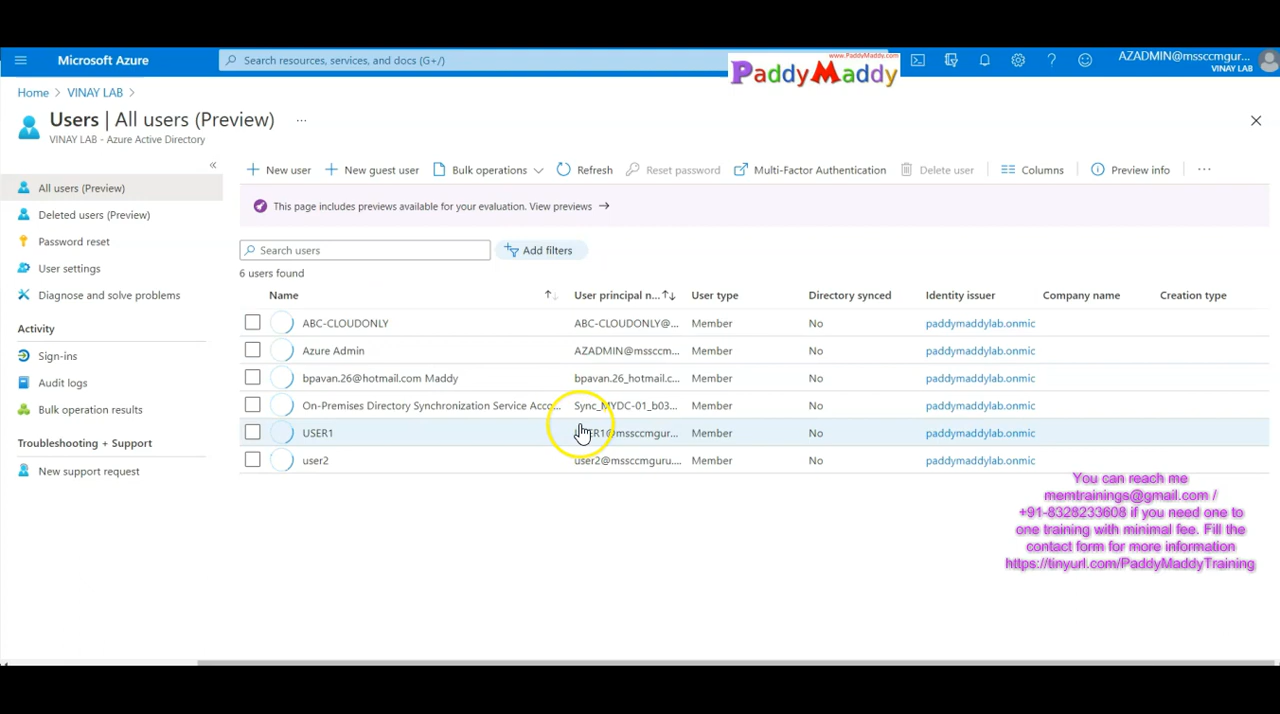 www.PaddyMaddy.com
PaddyMaddy
Microsoft Azure
Search resources, services, and docs (G+/)
AZADMIN@mssccmgur...
VINAY LAB
Home > VINAY LAB >
Users | All users (Preview) ...
VINAY LAB - Azure Active Directory
All users (Preview)
Deleted users (Preview)
Password reset
User settings
Diagnose and solve problems
Activity
Sign-ins
Audit logs
Bulk operation results
Troubleshooting + Support
New support request
New user New guest user Bulk operations Refresh Reset password Multi-Factor Authentication Delete user Columns Preview info ...
This page includes previews available for your evaluation. View previews →
Search users Add filters
6 users found
Name User principal n... User type Directory synced Identity issuer Company name Creation type
ABC-CLOUDONLY ABC-CLOUDONLY@... Member No paddymaddylab.onmic
Azure Admin AZADMIN@mssccm... Member No paddymaddylab.onmic
bpavan.26@hotmail.com Maddy bpavan.26_hotmail.c... Member No paddymaddylab.onmic
On-Premises Directory Synchronization Service Acco... Sync_MYDC-01_b03... Member No paddymaddylab.onmic
USER1 USER1@mssccmgur... Member No paddymaddylab.onmic
user2 user2@mssccmguru.... Member No paddymaddylab.onmic
You can reach me
memtrainings@gmail.com /
+91-8328233608 if you need one to
one training with minimal fee. Fill the
contact form for more information
https://tinyurl.com/PaddyMaddyTraining